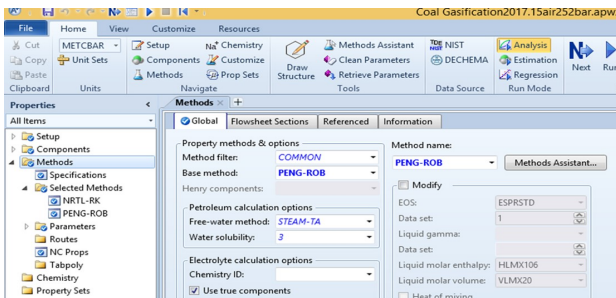 Coal Gasification2017.15air252bar.apw
File Home View Customize Resources
Cut METCBAR Setup Na+ Chemistry Methods Assistant NIST Analysis
Copy Unit Sets Components Customize Draw Structure Clean Parameters DECHEMA Estimation Next Run
Paste Methods Prop Sets Retrieve Parameters Regression
Clipboard Units Navigate Tools Data Source Run Mode
Properties < Methods × +
All Items Global Flowsheet Sections Referenced Information
Setup
Components
Methods
Specifications
Selected Methods
NRTL-RK
PENG-ROB
Parameters
Routes
NC Props
Tabpoly
Chemistry
Property Sets
Property methods & options
Method filter: COMMON
Base method: PENG-ROB
Henry components:
Petroleum calculation options
Free-water method: STEAM-TA
Water solubility: 3
Electrolyte calculation options
Chemistry ID:
Use true components
Method name:
PENG-ROB Methods Assistant...
Modify
EOS: ESPRSTD
Data set: 1
Liquid gamma:
Data set:
Liquid molar enthalpy: HLMX106
Liquid molar volume: VLMX20
Heat of mixing